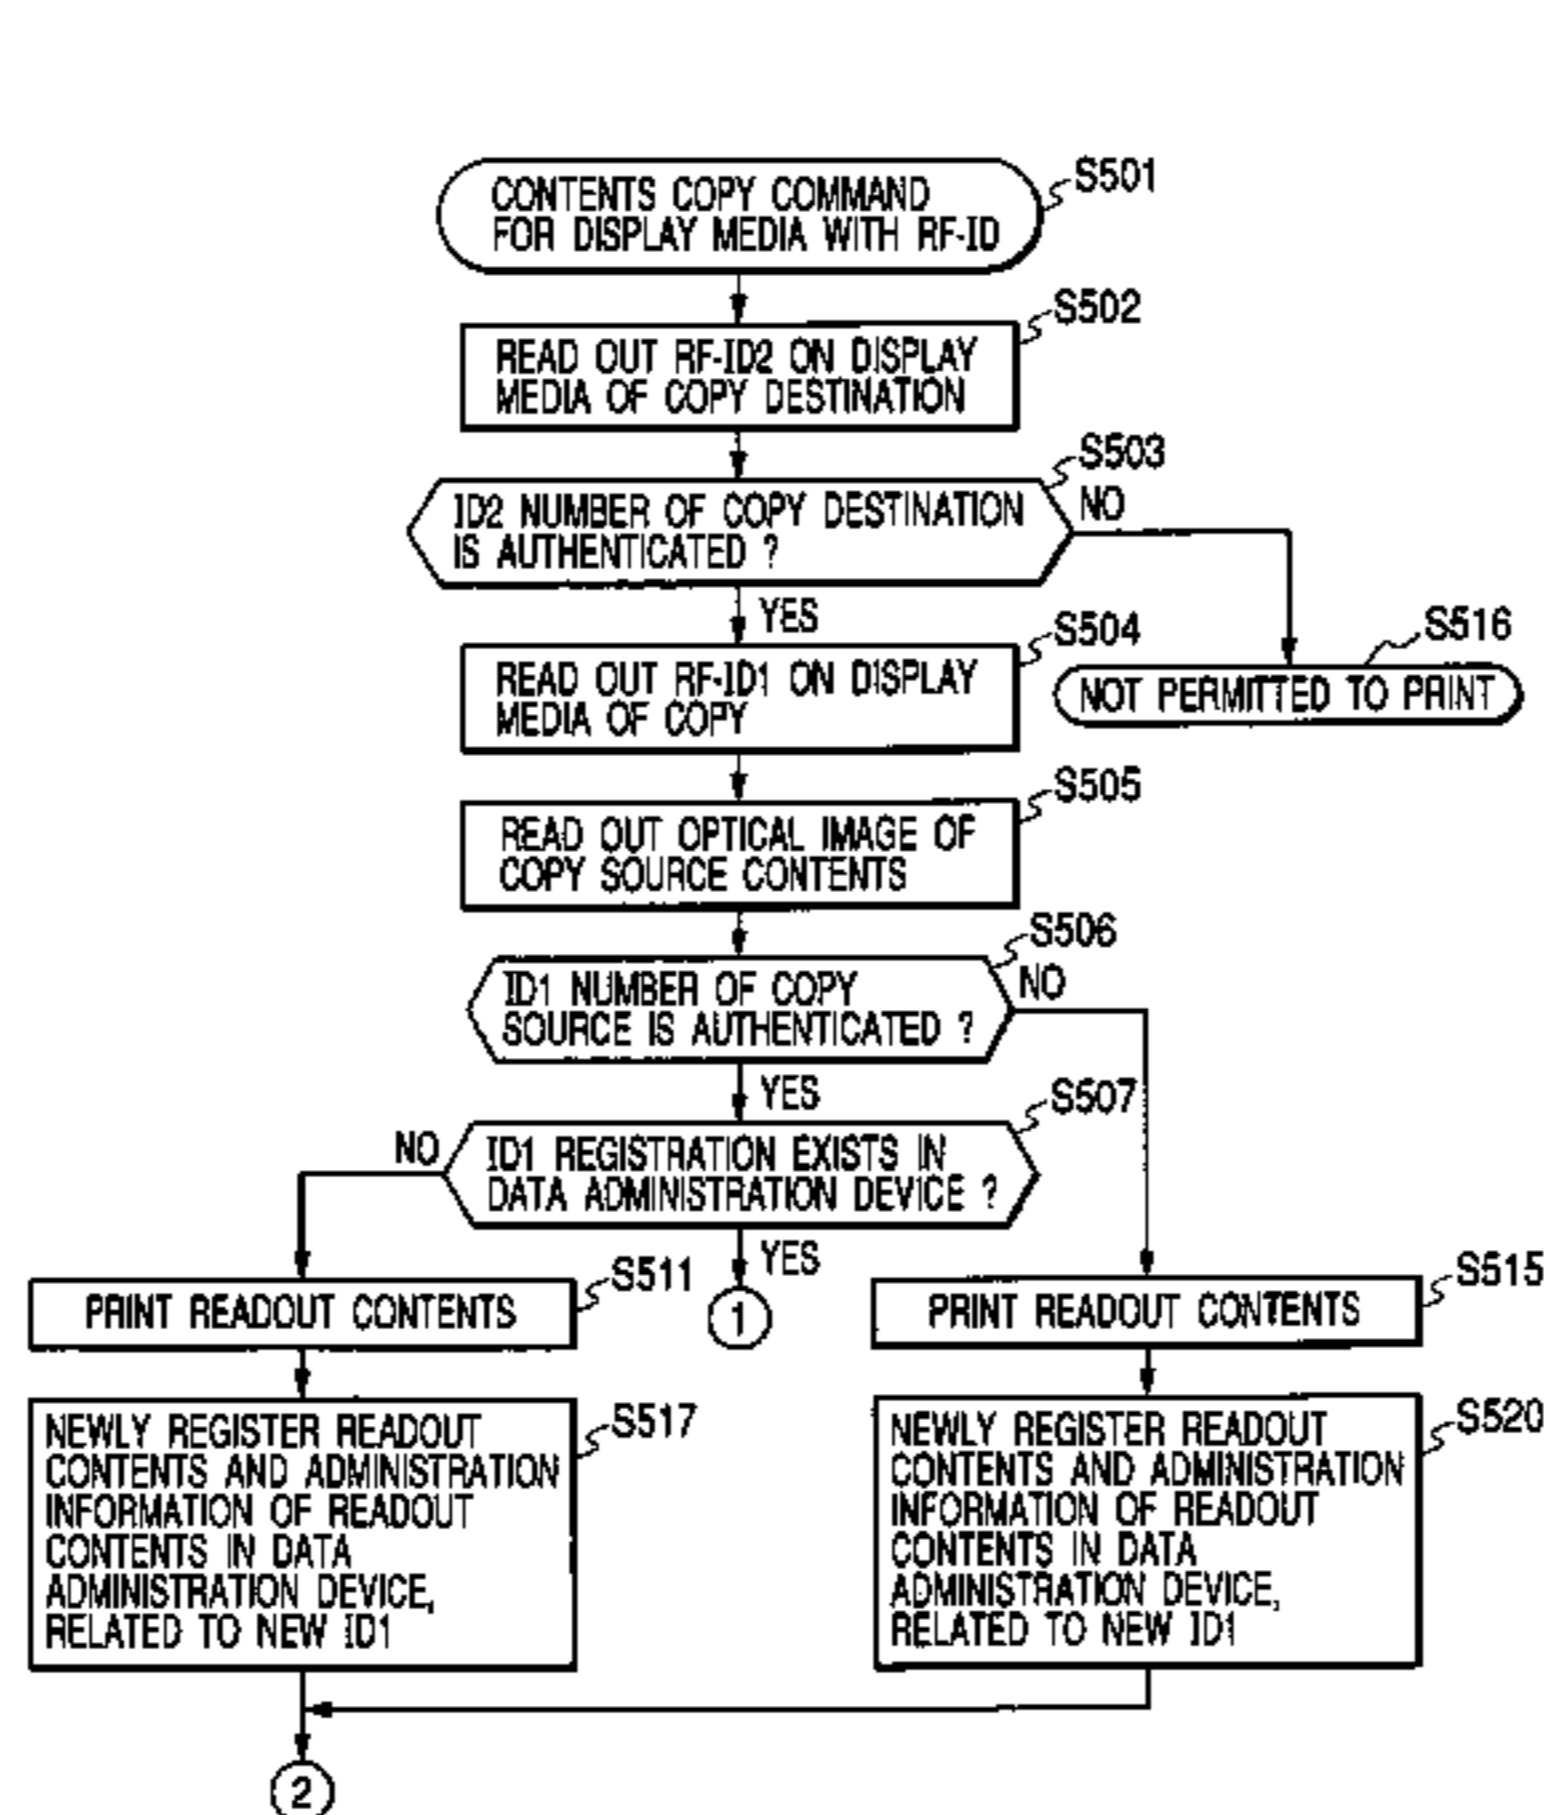 CONTENTS COPY COMMAND
FOR DISPLAY MEDIA WITH RF-ID
S501
READ OUT RF-ID2 ON DISPLAY
MEDIA OF COPY DESTINATION
S502
ID2 NUMBER OF COPY DESTINATION
IS AUTHENTICATED ?
S503
NO
YES
S516
NOT PERMITTED TO PRINT
READ OUT RF-ID1 ON DISPLAY
MEDIA OF COPY
S504
READ OUT OPTICAL IMAGE OF
COPY SOURCE CONTENTS
S505
ID1 NUMBER OF COPY
SOURCE IS AUTHENTICATED ?
S506
NO
YES
ID1 REGISTRATION EXISTS IN
DATA ADMINISTRATION DEVICE ?
S507
NO
YES
1
PRINT READOUT CONTENTS
S511
PRINT READOUT CONTENTS
S515
NEWLY REGISTER READOUT
CONTENTS AND ADMINISTRATION
INFORMATION OF READOUT
CONTENTS IN DATA
ADMINISTRATION DEVICE,
RELATED TO NEW ID1
S517
NEWLY REGISTER READOUT
CONTENTS AND ADMINISTRATION
INFORMATION OF READOUT
CONTENTS IN DATA
ADMINISTRATION DEVICE,
RELATED TO NEW ID1
S520
2